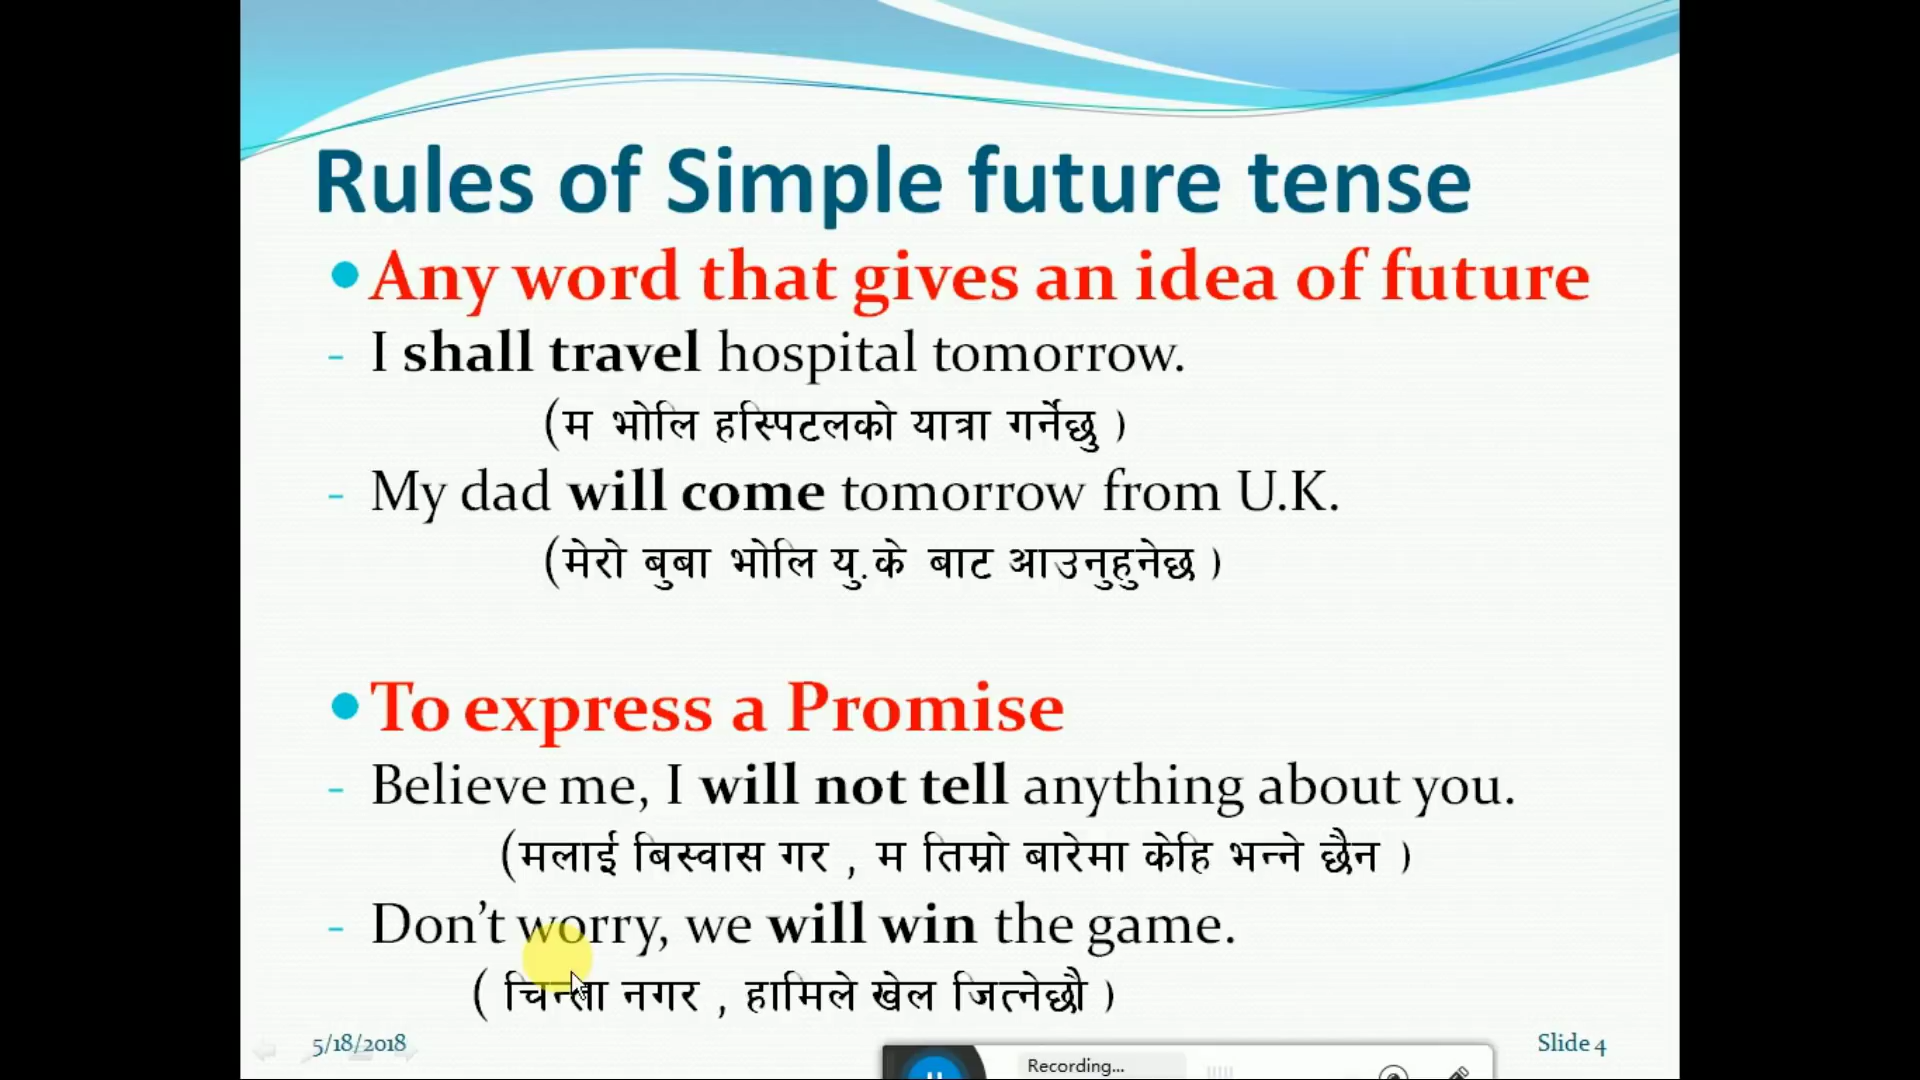 Rules of Simple future tense
Any word that gives an idea of future
- I shall travel hospital tomorrow.
(म भोलि हस्पिटलको यात्रा गर्नेछु )
- My dad will come tomorrow from U.K.
(मेरो बुबा भोलि यु.के बाट आउनुहुनेछ )
To express a Promise
- Believe me, I will not tell anything about you.
(मलाई बिस्वास गर , म तिम्रो बारेमा केहि भन्ने छैन )
- Don't worry, we will win the game.
( चिन्ता नगर , हामिले खेल जित्नेछौ )
5/18/2018
Slide 4
Recording...